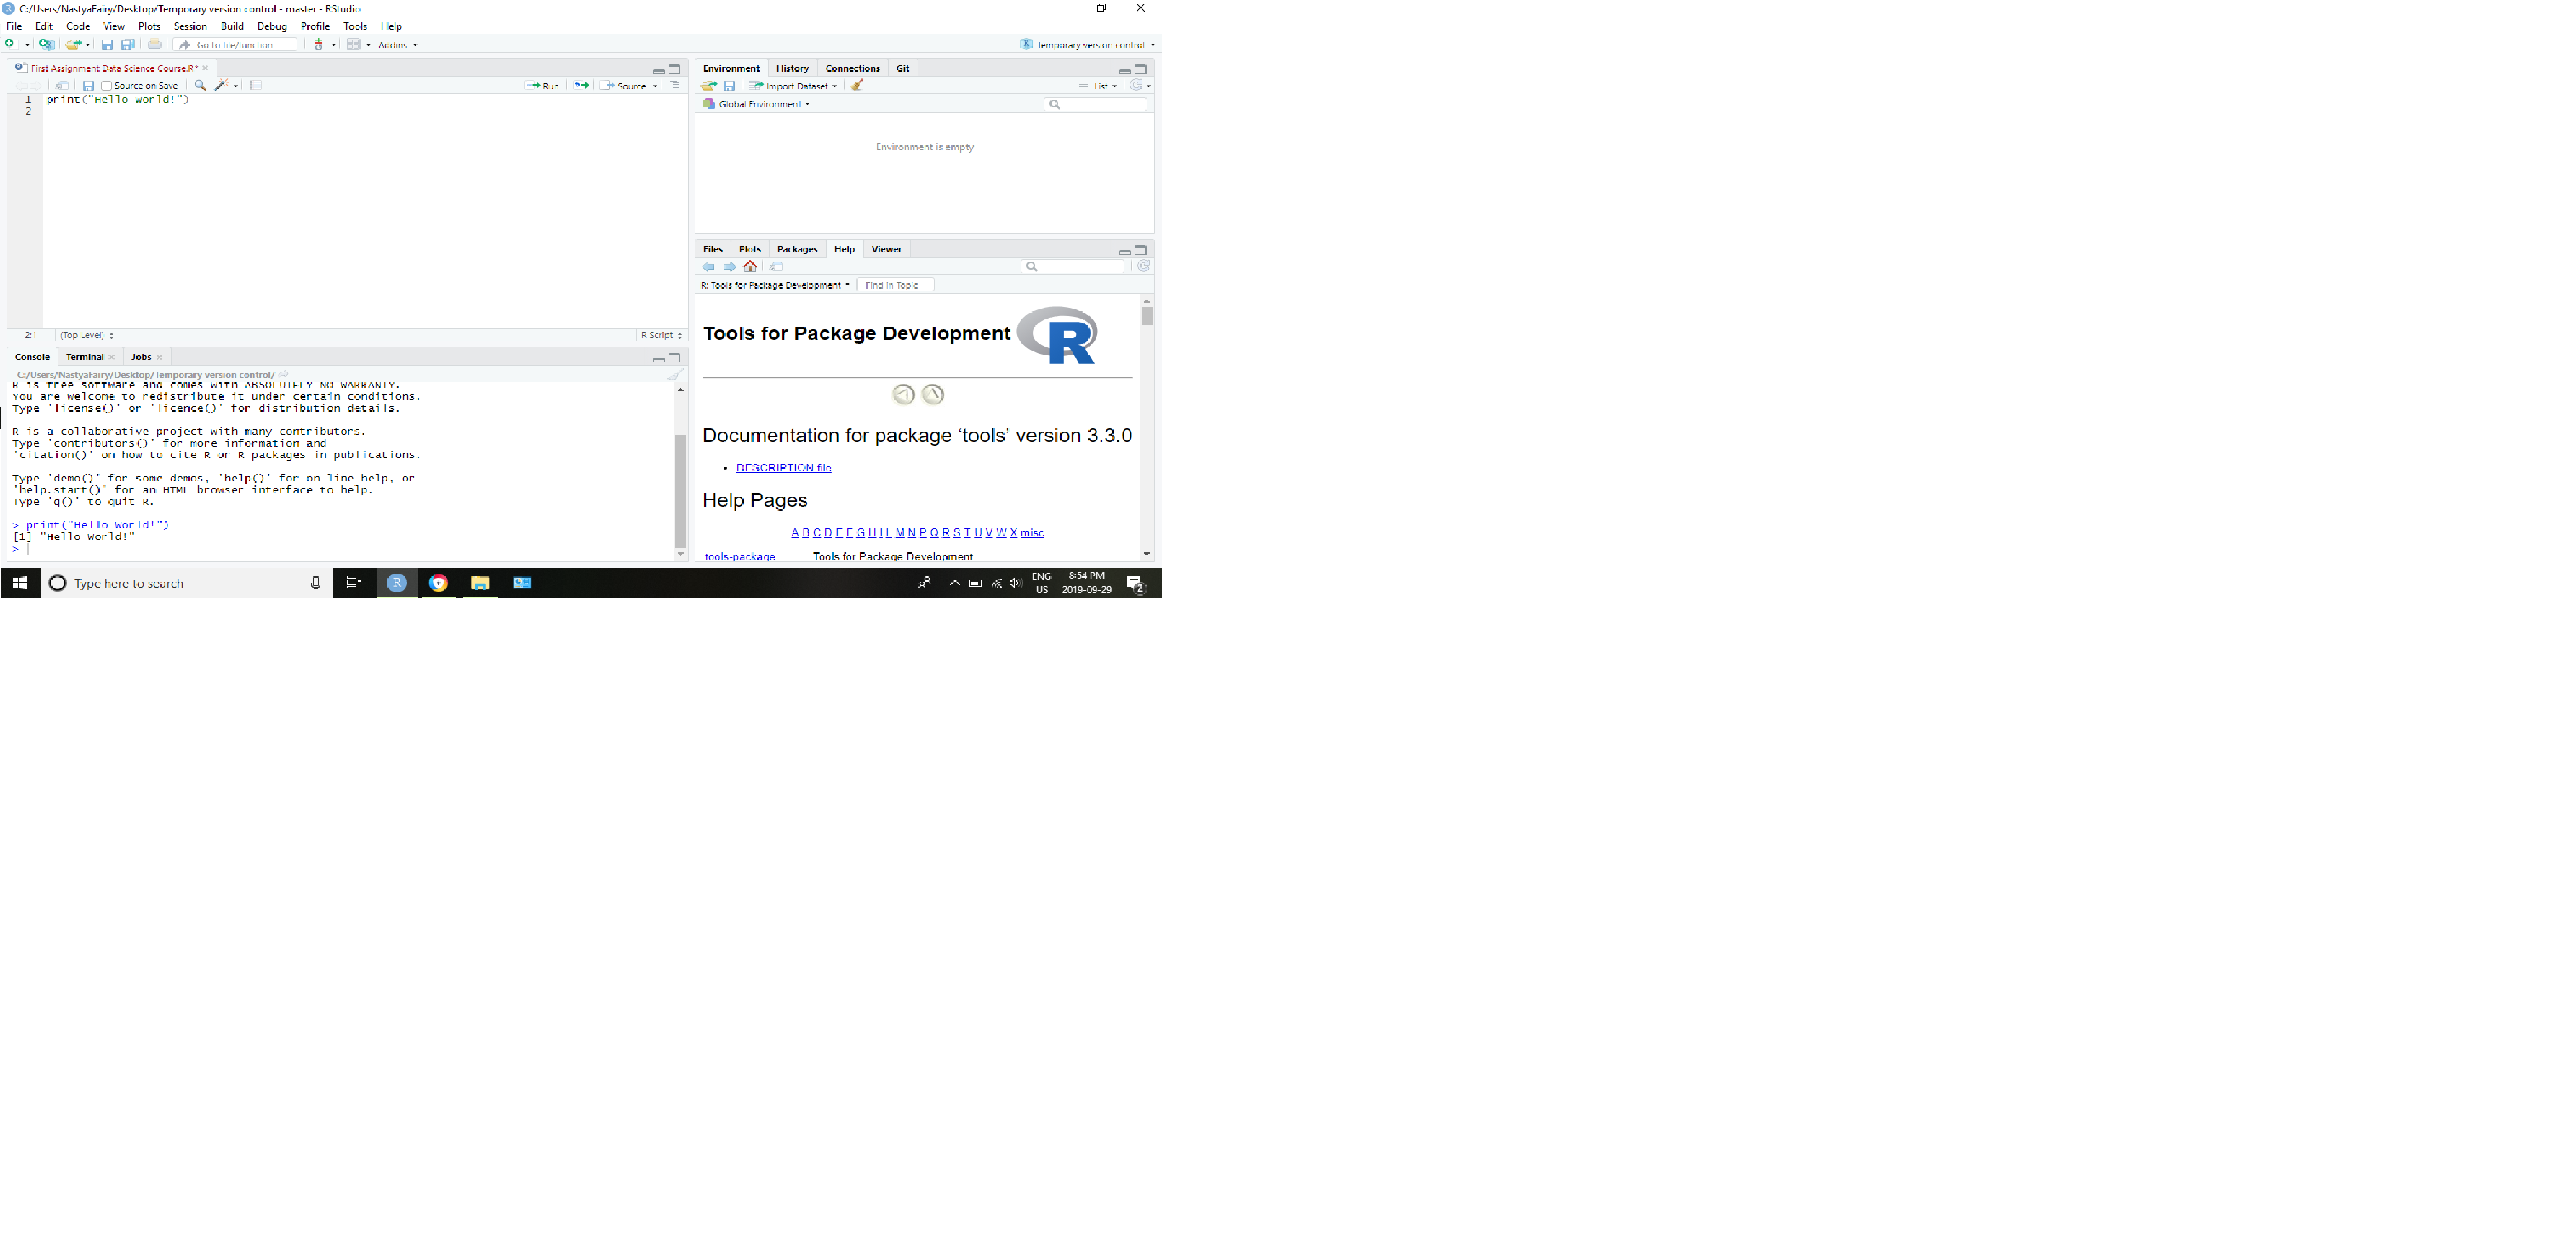 C:/Users/NastyaFairy/Desktop/Temporary version control - master - RStudio
File Edit Code View Plots Session Build Debug Profile Tools Help
Go to file/function Addins Temporary version control
First Assignment Data Science Course.R*
Source on Save Run Source
1 print("Hello World!")
2
2:1 (Top Level) R Script
Console Terminal Jobs
C:/Users/NastyaFairy/Desktop/Temporary version control/
R is free software and comes with ABSOLUTELY NO WARRANTY.
You are welcome to redistribute it under certain conditions.
Type 'license()' or 'licence()' for distribution details.
R is a collaborative project with many contributors.
Type 'contributors()' for more information and
'citation()' on how to cite R or R packages in publications.
Type 'demo()' for some demos, 'help()' for on-line help, or
'help.start()' for an HTML browser interface to help.
Type 'q()' to quit R.
> print("Hello World!")
[1] "Hello World!"
>
Environment History Connections Git
Import Dataset List
Global Environment
Environment is empty
Files Plots Packages Help Viewer
R: Tools for Package Development Find in Topic
Tools for Package Development R
Documentation for package ‘tools’ version 3.3.0
• DESCRIPTION file.
Help Pages
A B C D E F G H I L M N P Q R S T U V W X misc
tools-package Tools for Package Development
Type here to search
R
ENG 8:54 PM
US 2019-09-29 2